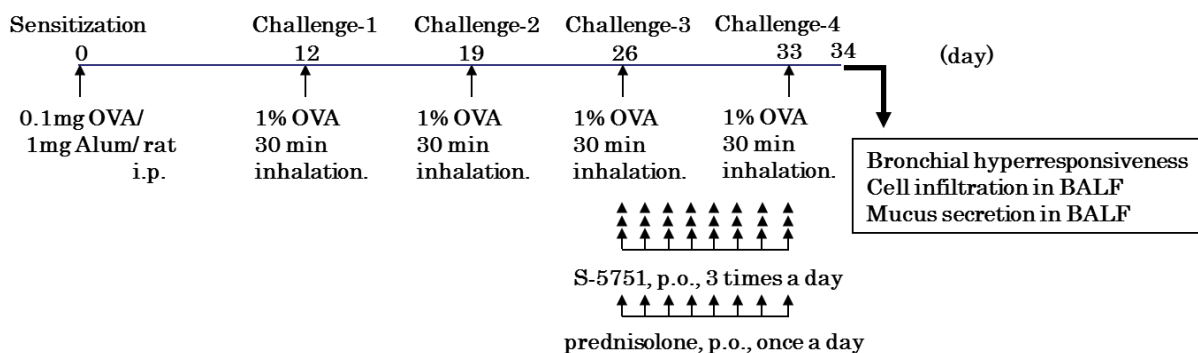 Sensitization Challenge-1 Challenge-2 Challenge-3 Challenge-4
0 12 19 26 33 34 (day)
0.1mg OVA/ 1% OVA 1% OVA 1% OVA 1% OVA
1mg Alum/ rat 30 min 30 min 30 min 30 min
i.p. inhalation. inhalation. inhalation. inhalation.
Bronchial hyperresponsiveness
Cell infiltration in BALF
Mucus secretion in BALF
S-5751, p.o., 3 times a day
prednisolone, p.o., once a day